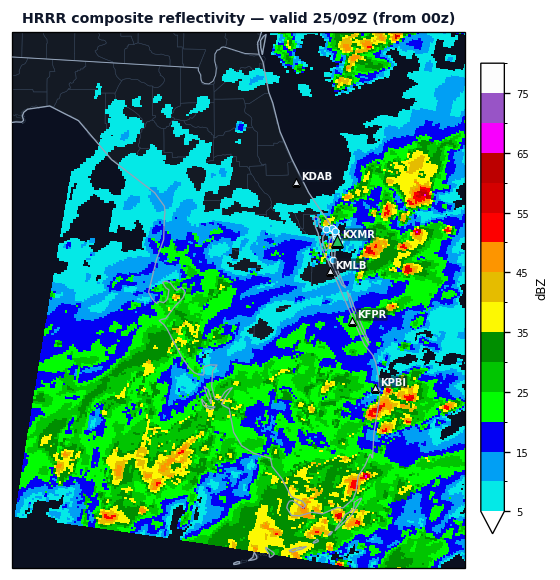 HRRR composite reflectivity — valid 25/09Z (from 00z)
KDAB
KXMR
KMLB
KFPR
KPBI
75
65
55
45
35
25
15
5
dBZ